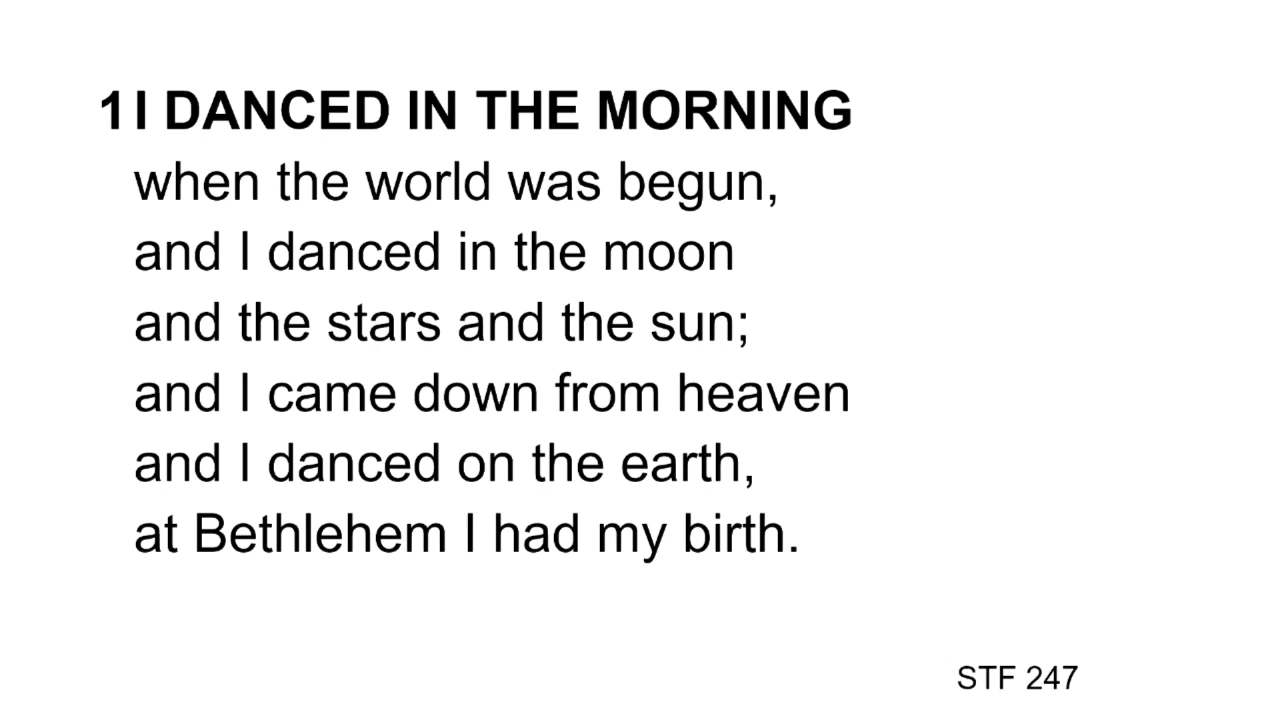 1 I DANCED IN THE MORNING
when the world was begun,
and I danced in the moon
and the stars and the sun;
and I came down from heaven
and I danced on the earth,
at Bethlehem I had my birth.
STF 247